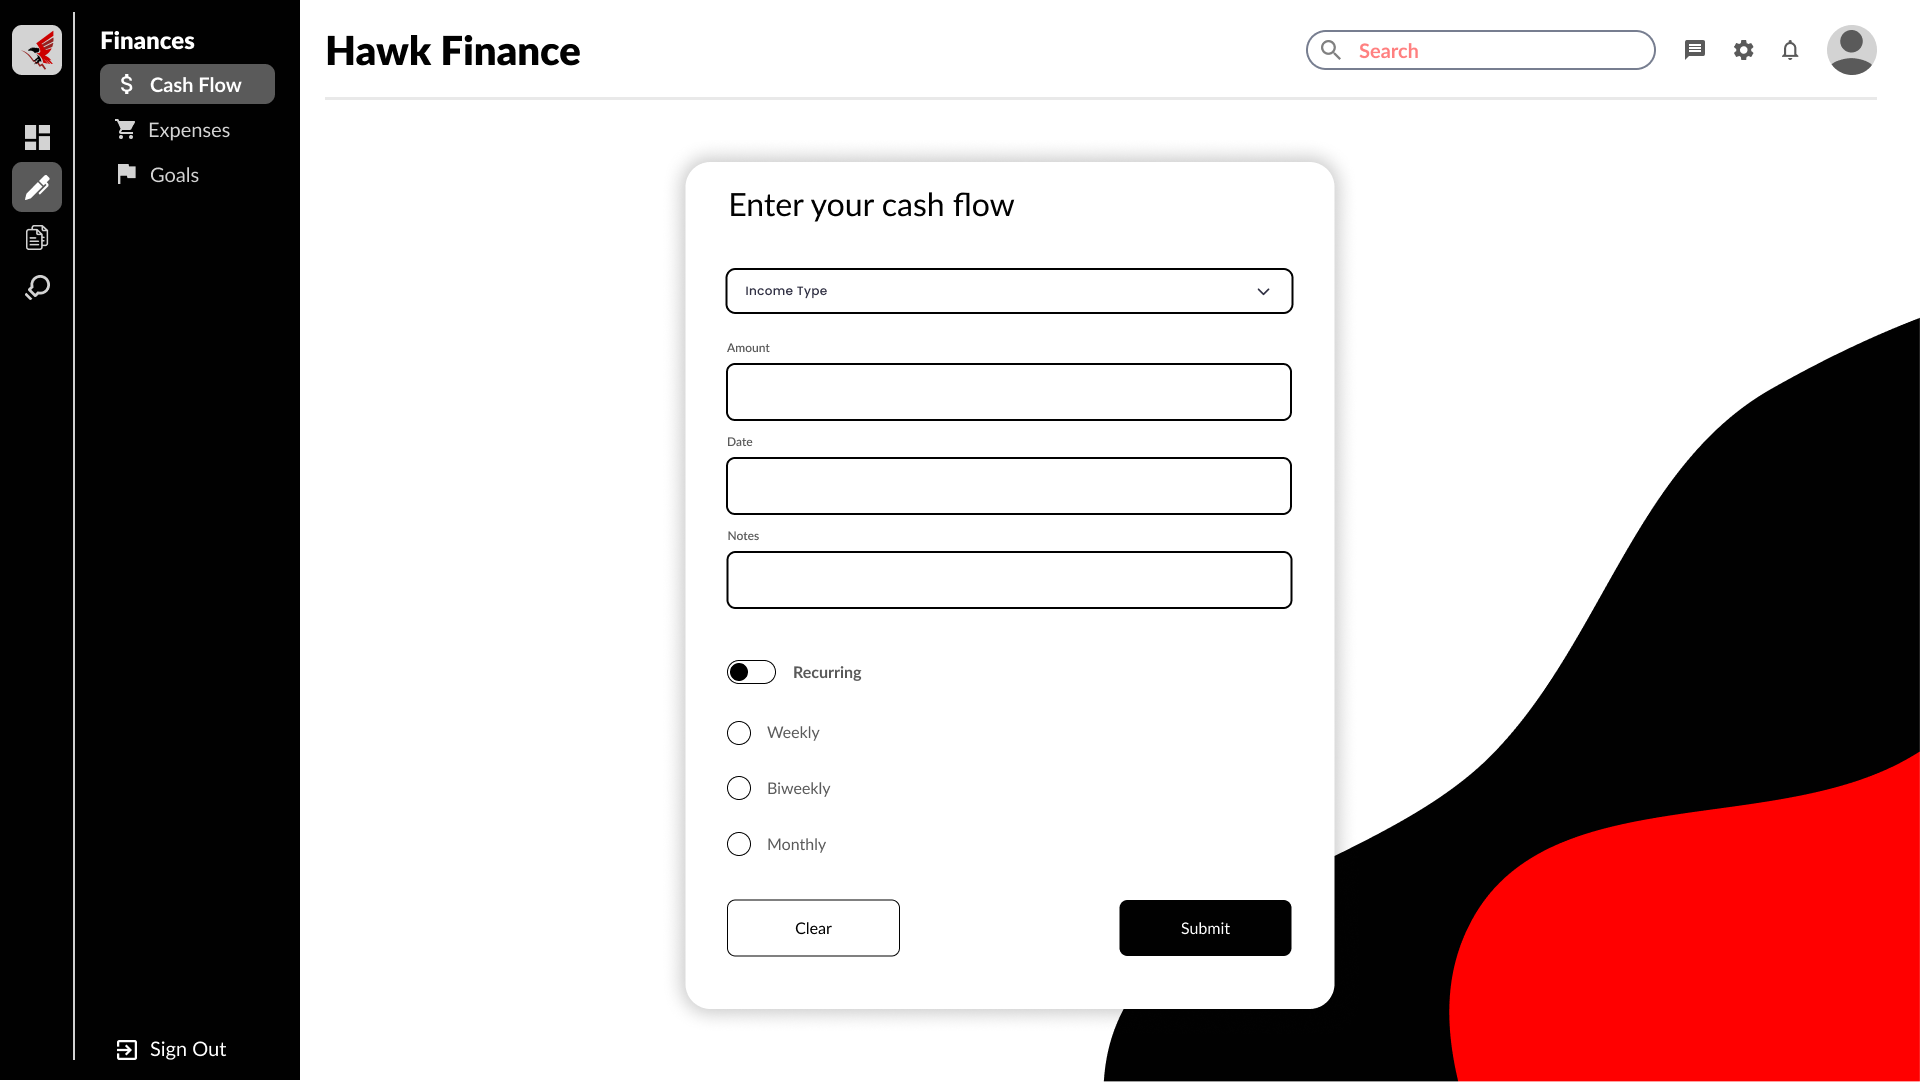 Finances
Cash Flow
Expenses
Goals
Sign Out
Hawk Finance
Search
Enter your cash flow
Income Type
Amount
Date
Notes
Recurring
Weekly
Biweekly
Monthly
Clear
Submit